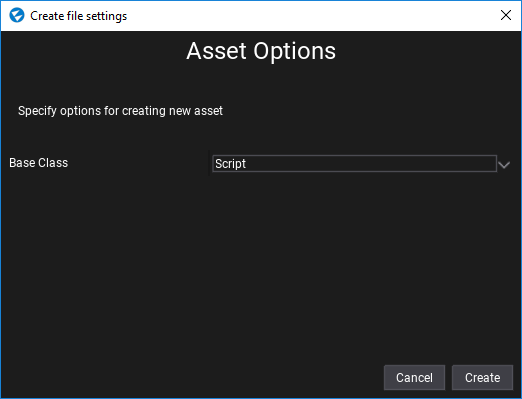 Create file settings
Asset Options
Specify options for creating new asset
Base Class Script
Cancel Create